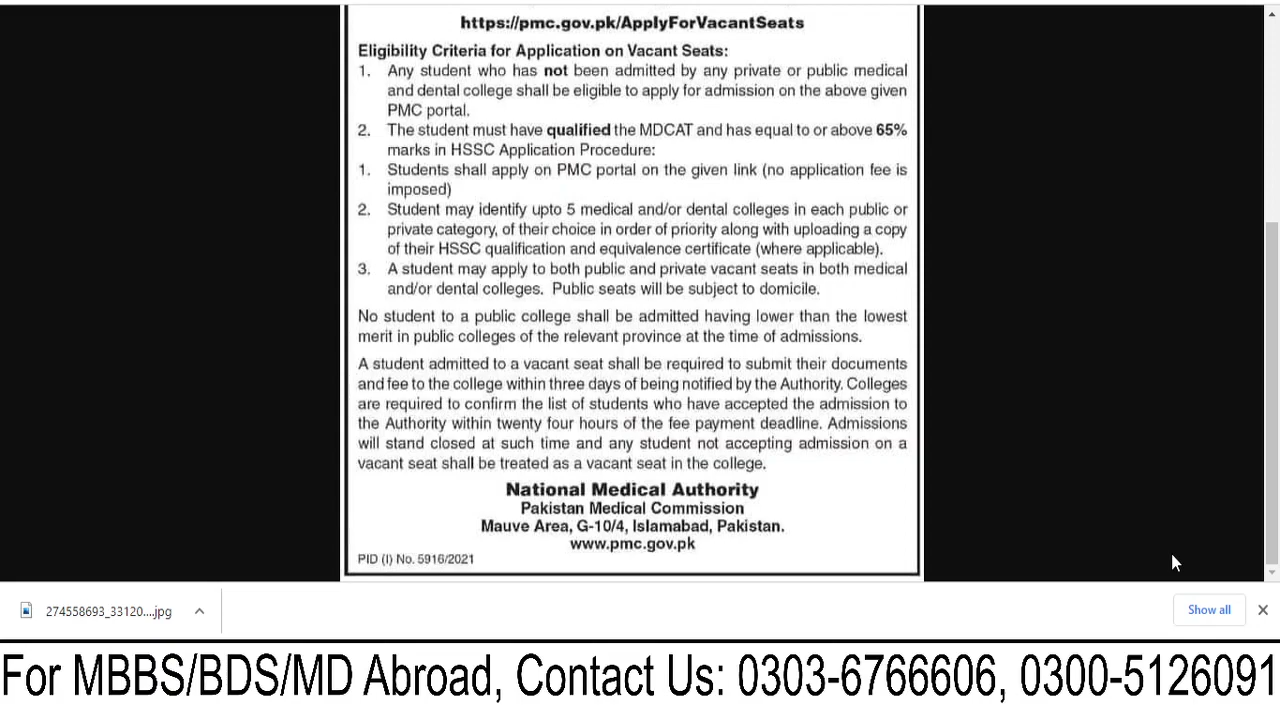 https://pmc.gov.pk/ApplyForVacantSeats
Eligibility Criteria for Application on Vacant Seats:
1. Any student who has not been admitted by any private or public medical
and dental college shall be eligible to apply for admission on the above given
PMC portal.
2. The student must have qualified the MDCAT and has equal to or above 65%
marks in HSSC Application Procedure:
1. Students shall apply on PMC portal on the given link (no application fee is
imposed)
2. Student may identify upto 5 medical and/or dental colleges in each public or
private category, of their choice in order of priority along with uploading a copy
of their HSSC qualification and equivalence certificate (where applicable).
3. A student may apply to both public and private vacant seats in both medical
and/or dental colleges. Public seats will be subject to domicile.
No student to a public college shall be admitted having lower than the lowest
merit in public colleges of the relevant province at the time of admissions.
A student admitted to a vacant seat shall be required to submit their documents
and fee to the college within three days of being notified by the Authority. Colleges
are required to confirm the list of students who have accepted the admission to
the Authority within twenty four hours of the fee payment deadline. Admissions
will stand closed at such time and any student not accepting admission on a
vacant seat shall be treated as a vacant seat in the college.
National Medical Authority
Pakistan Medical Commission
Mauve Area, G-10/4, Islamabad, Pakistan.
www.pmc.gov.pk
PID (I) No. 5916/2021
274558693_33120....jpg
Show all
For MBBS/BDS/MD Abroad, Contact Us: 0303-6766606, 0300-5126091